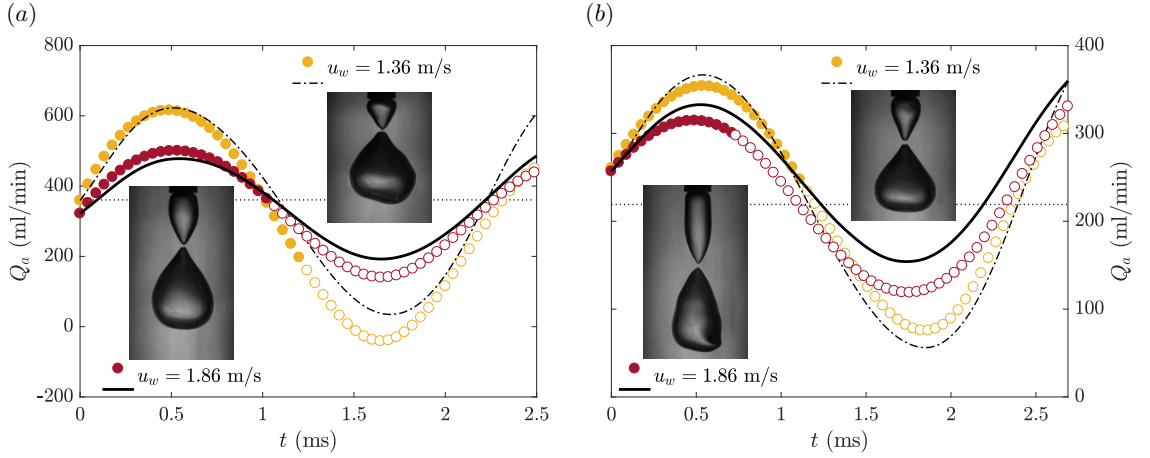 (a)
(b)
800
600
400
200
0
-200
Q_a (ml/min)
u_w = 1.36 m/s
u_w = 1.86 m/s
0 0.5 1 1.5 2 2.5
t (ms)
u_w = 1.36 m/s
u_w = 1.86 m/s
0 0.5 1 1.5 2 2.5
t (ms)
400
300
200
100
0
Q_a (ml/min)